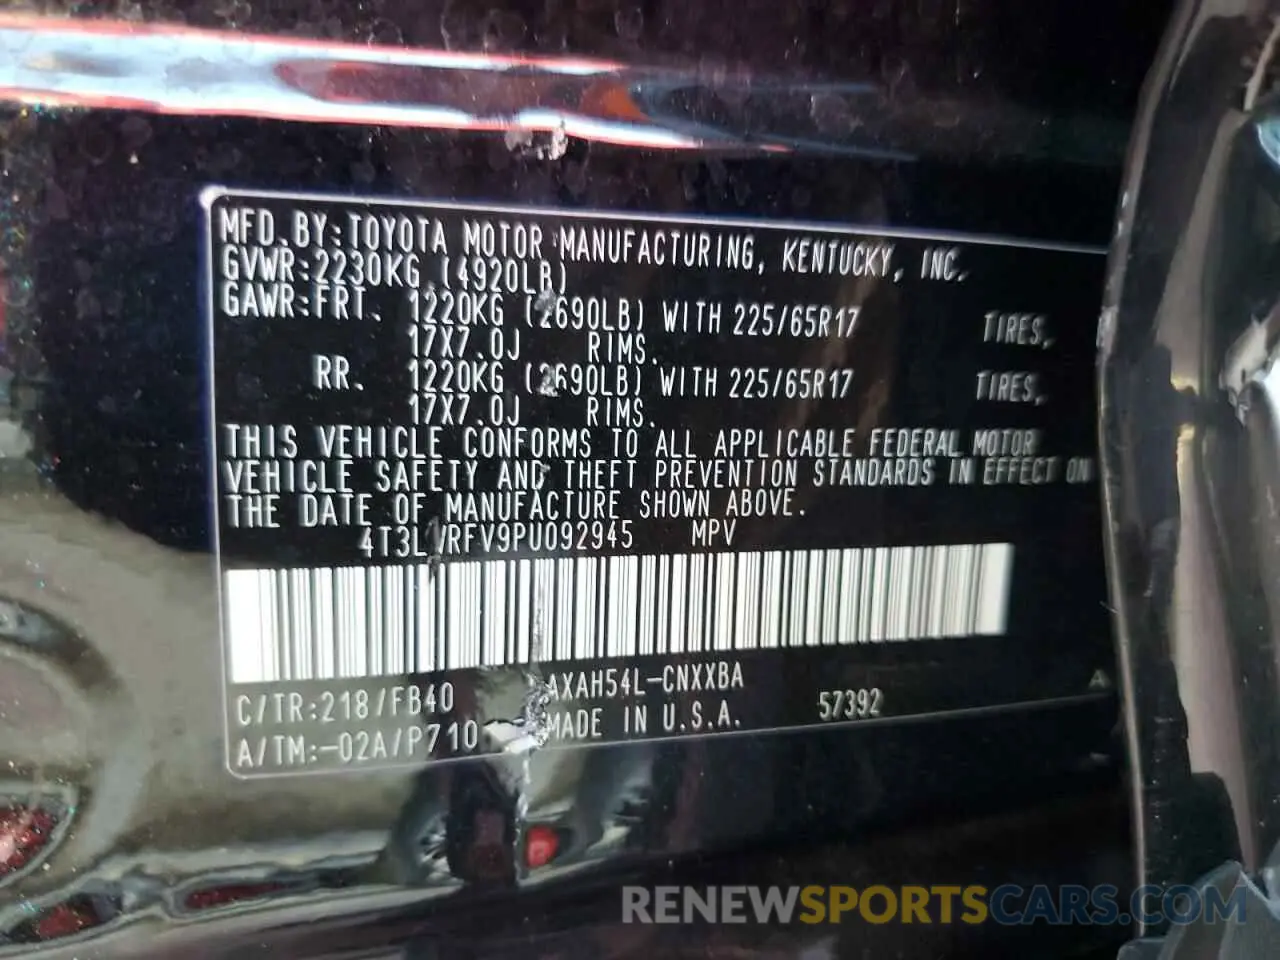 MFD.BY:TOYOTA MOTOR MANUFACTURING, KENTUCKY, INC.
GVWR:2230KG (4920LB)
GAWR:FRT. 1220KG (2690LB) WITH 225/65R17 TIRES,
17X7.0J RIMS.
RR. 1220KG (2690LB) WITH 225/65R17 TIRES,
17X7.0J RIMS.
THIS VEHICLE CONFORMS TO ALL APPLICABLE FEDERAL MOTOR
VEHICLE SAFETY AND THEFT PREVENTION STANDARDS IN EFFECT ON
THE DATE OF MANUFACTURE SHOWN ABOVE.
MPV
C/TR:218/FB40 AXAH54L-CNXXBA A
A/TM:-02A/P710 MADE IN U.S.A. 57392
RENEWSPORTSCARS.COM